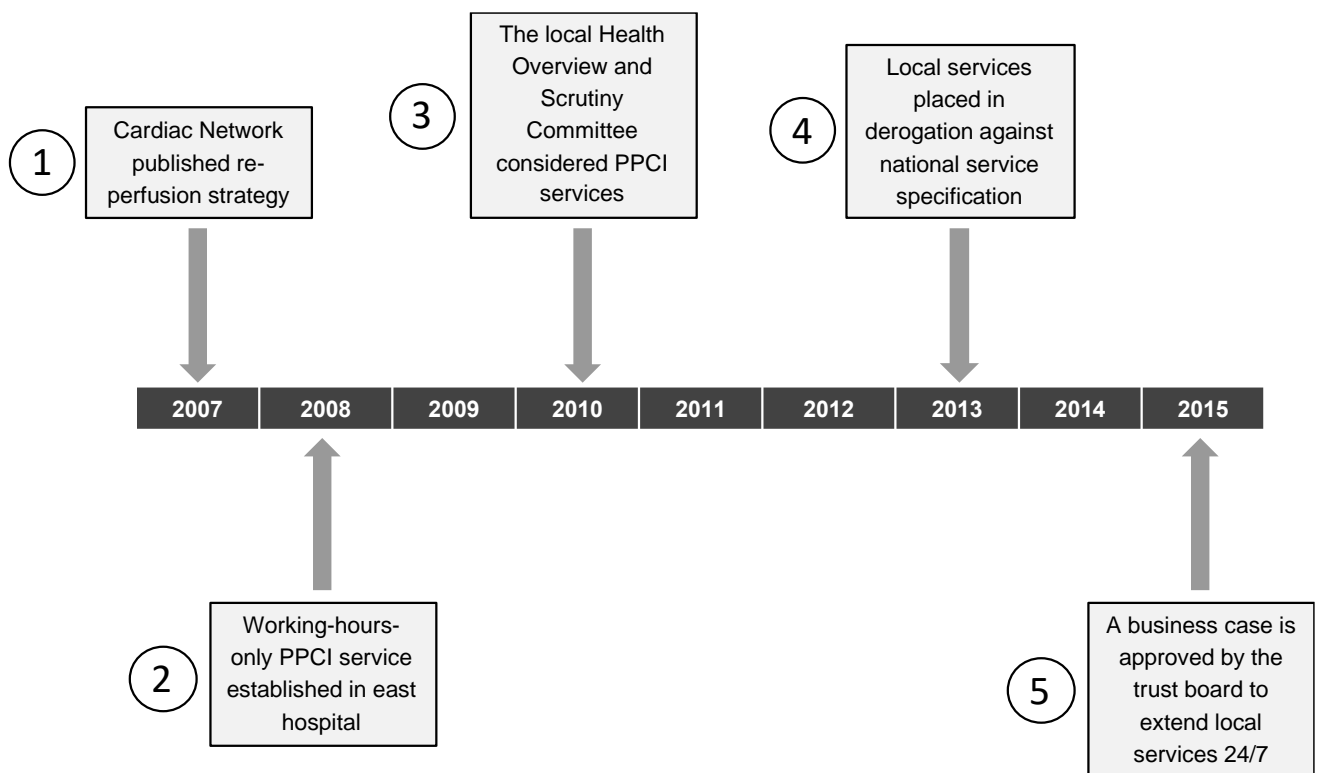 1
Cardiac Network
published re-
perfusion strategy
3
The local Health
Overview and
Scrutiny
Committee
considered PPCI
services
4
Local services
placed in
derogation against
national service
specification
2007 2008 2009 2010 2011 2012 2013 2014 2015
2
Working-hours-
only PPCI service
established in east
hospital
5
A business case is
approved by the
trust board to
extend local
services 24/7